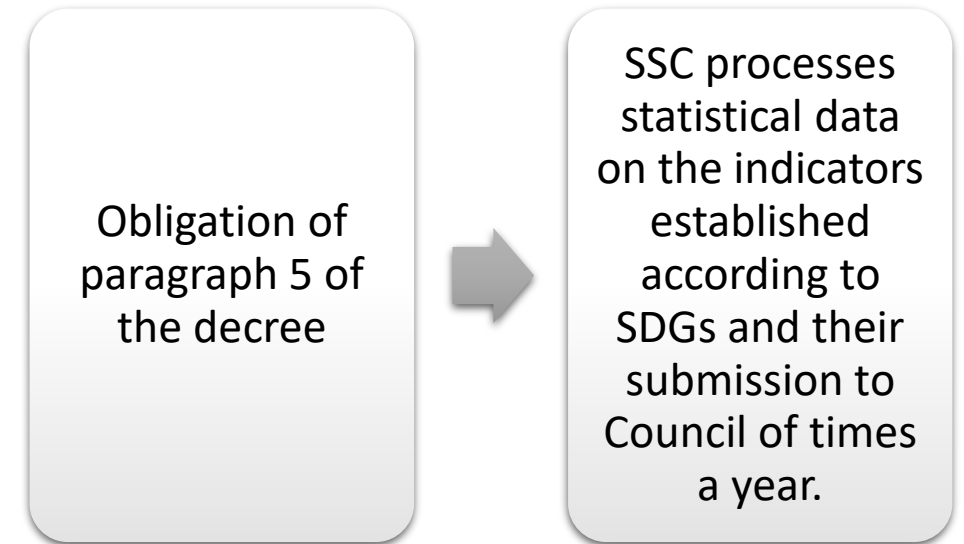 Obligation of
paragraph 5 of
the decree
SSC processes
statistical data
on the indicators
established
according to
SDGs and their
submission to
Council of times
a year.